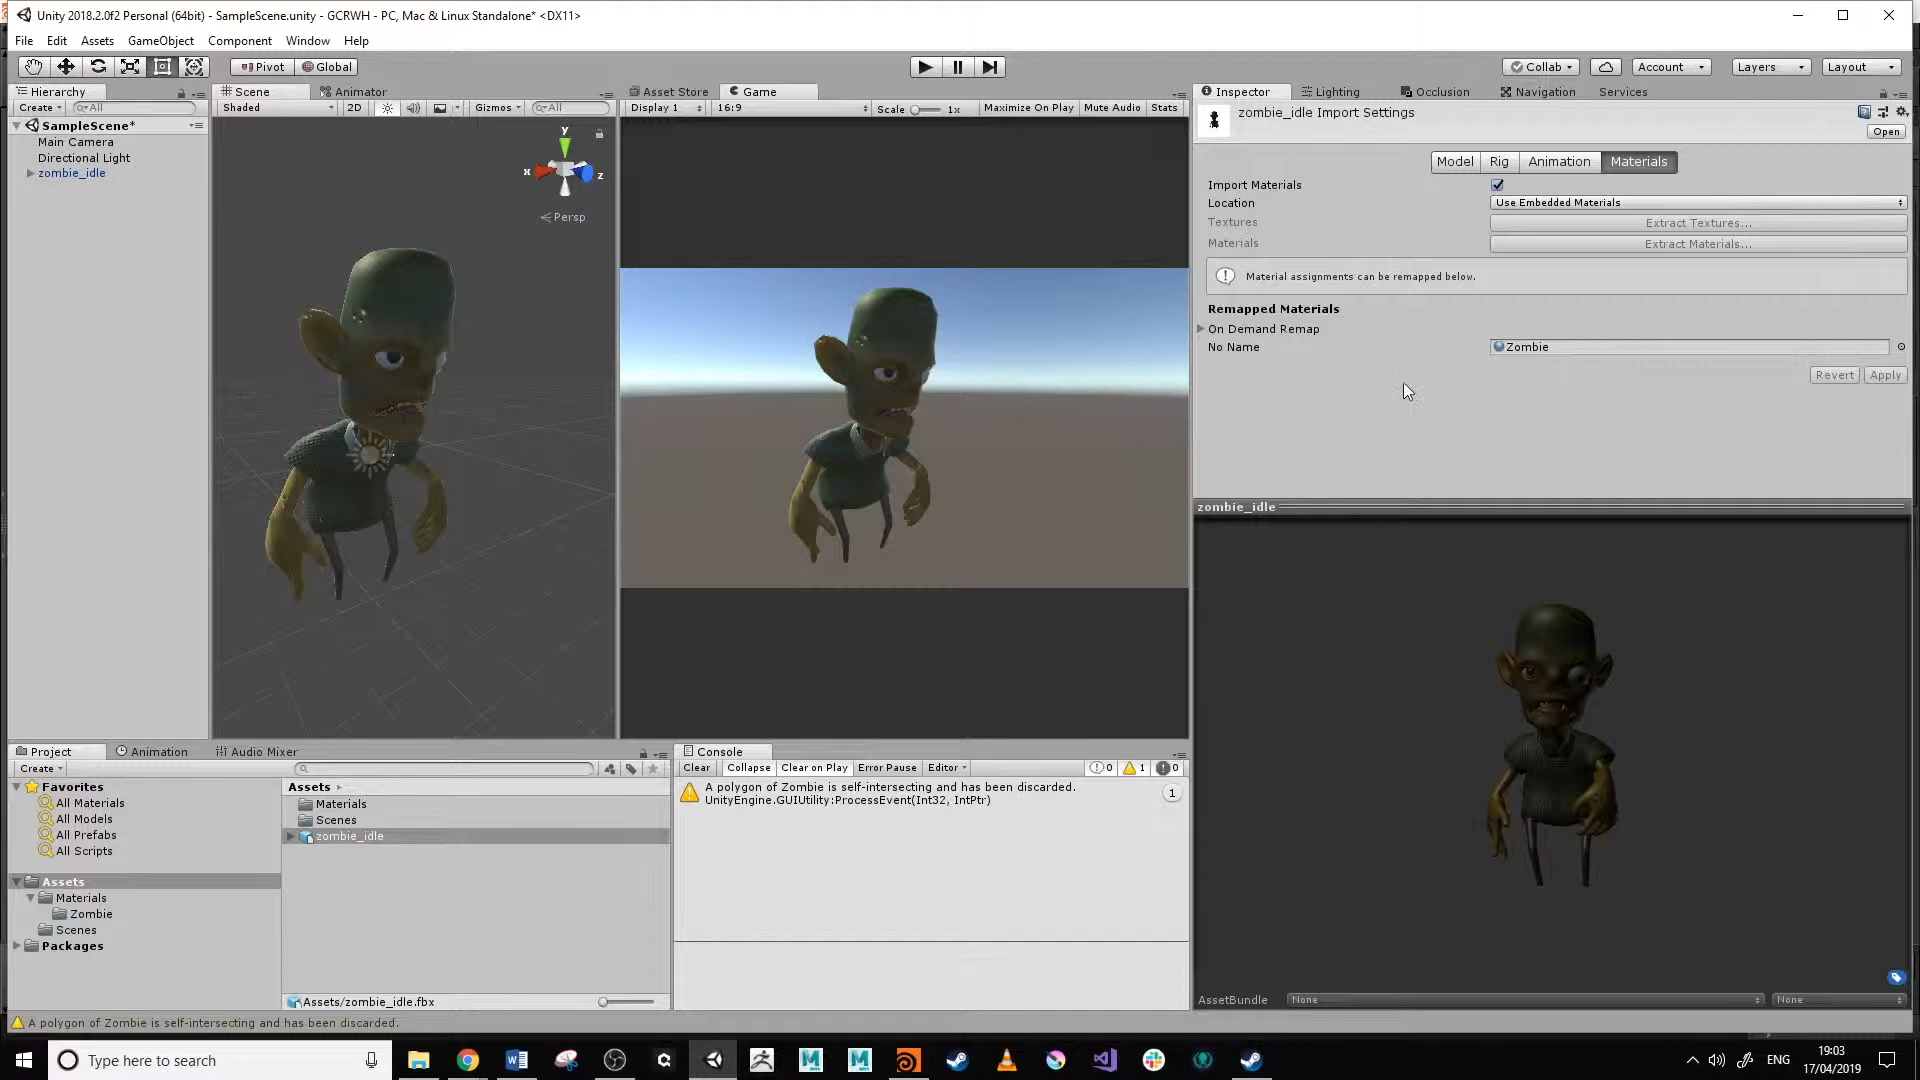 Unity 2018.2.0f2 Personal (64bit) - SampleScene.unity - GCRWH - PC, Mac & Linux Standalone* <DX11>
File Edit Assets GameObject Component Window Help
Pivot Global Collab Account Layers Layout
Hierarchy Scene Animator Asset Store Game Inspector Lighting Occlusion Navigation Services
Create All Shaded 2D Gizmos All Display 1 16:9 Scale 1x Maximize On Play Mute Audio Stats
zombie_idle Import Settings
Open
SampleScene*
Main Camera
Directional Light
zombie_idle
y
x
z
Persp
Model Rig Animation Materials
Import Materials
Location Use Embedded Materials
Textures Extract Textures...
Materials Extract Materials...
Material assignments can be remapped below.
Remapped Materials
On Demand Remap
No Name Zombie
Revert Apply
zombie_idle
Project Animation Audio Mixer Console
Create Clear Collapse Clear on Play Error Pause Editor 0 1 0
Favorites
All Materials
All Models
All Prefabs
All Scripts
Assets
Materials
Zombie
Scenes
Packages
Assets
Materials
Scenes
zombie_idle
Assets/zombie_idle.fbx
A polygon of Zombie is self-intersecting and has been discarded.
UnityEngine.GUIUtility:ProcessEvent(Int32, IntPtr)
1
AssetBundle None None
A polygon of Zombie is self-intersecting and has been discarded.
Type here to search
ENG
19:03
17/04/2019